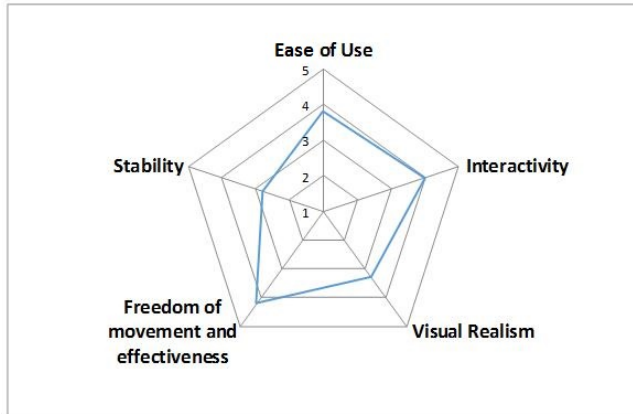 Ease of Use
5
4
3
2
1
Stability
Interactivity
Freedom of
movement and
effectiveness
Visual Realism